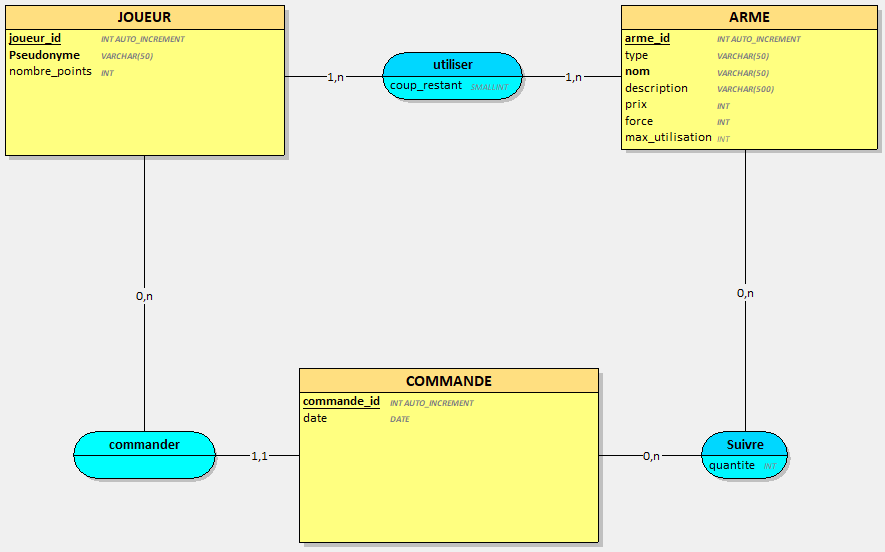 JOUEUR
joueur_id INT AUTO_INCREMENT
Pseudonyme VARCHAR(50)
nombre_points INT
1,n
utiliser
coup_restant SMALLINT
1,n
ARME
arme_id INT AUTO_INCREMENT
type VARCHAR(50)
nom VARCHAR(50)
description VARCHAR(500)
prix INT
force INT
max_utilisation INT
0,n
0,n
COMMANDE
commande_id INT AUTO_INCREMENT
date DATE
commander
1,1
0,n
Suivre
quantite INT